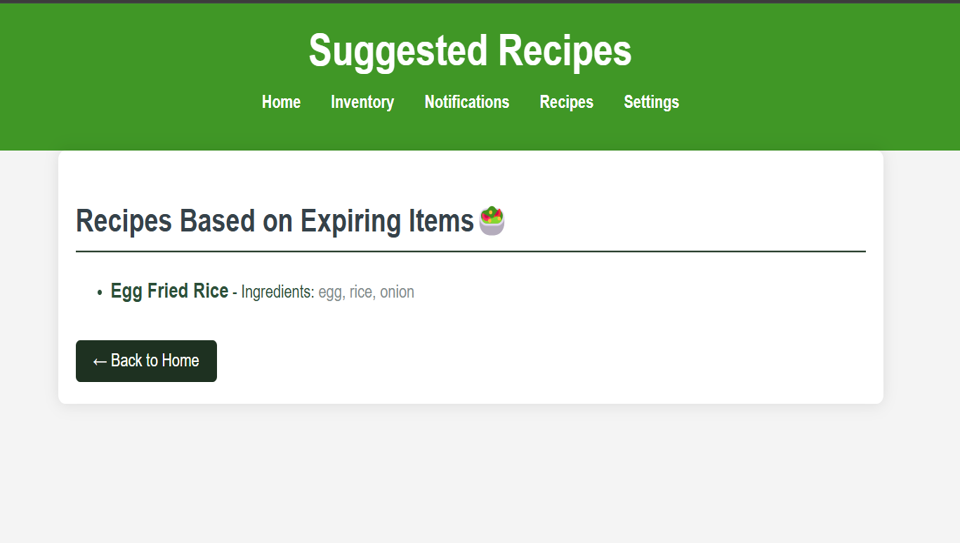 Suggested Recipes
Home Inventory Notifications Recipes Settings
Recipes Based on Expiring Items🥗
• Egg Fried Rice - Ingredients: egg, rice, onion
← Back to Home